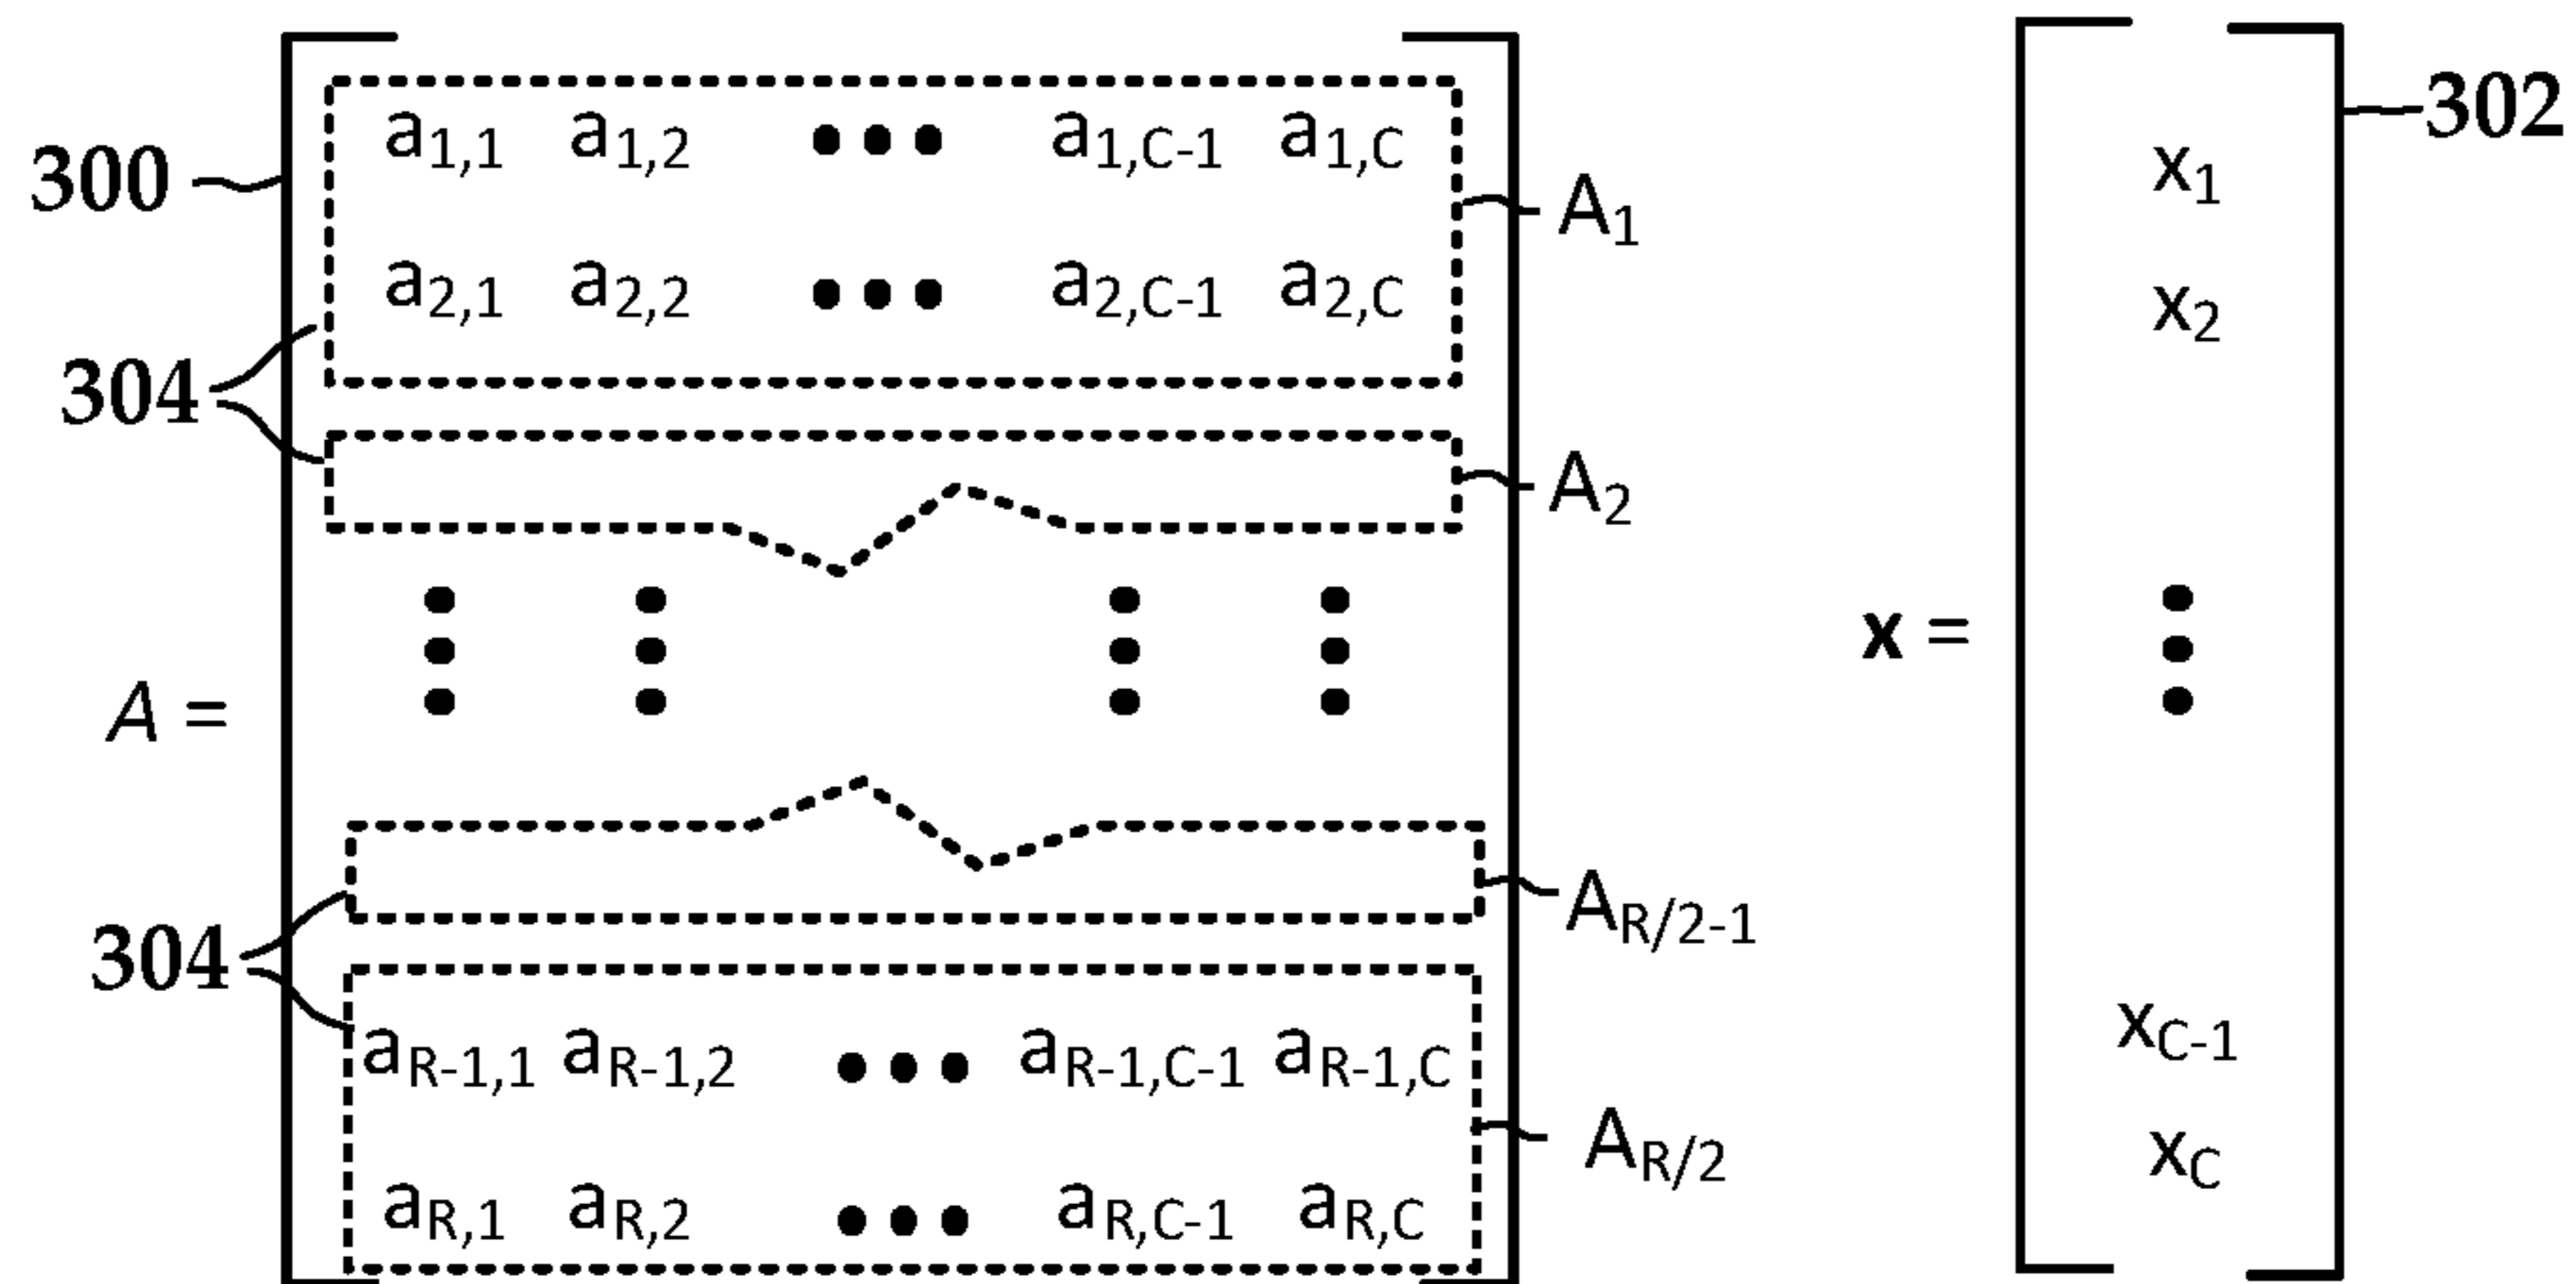 300
302
304
304
A =
a1,1 a1,2 ••• a1,C-1 a1,C
a2,1 a2,2 ••• a2,C-1 a2,C
aR-1,1 aR-1,2 ••• aR-1,C-1 aR-1,C
aR,1 aR,2 ••• aR,C-1 aR,C
A1
A2
AR/2-1
AR/2
x =
x1
x2
xC-1
xC